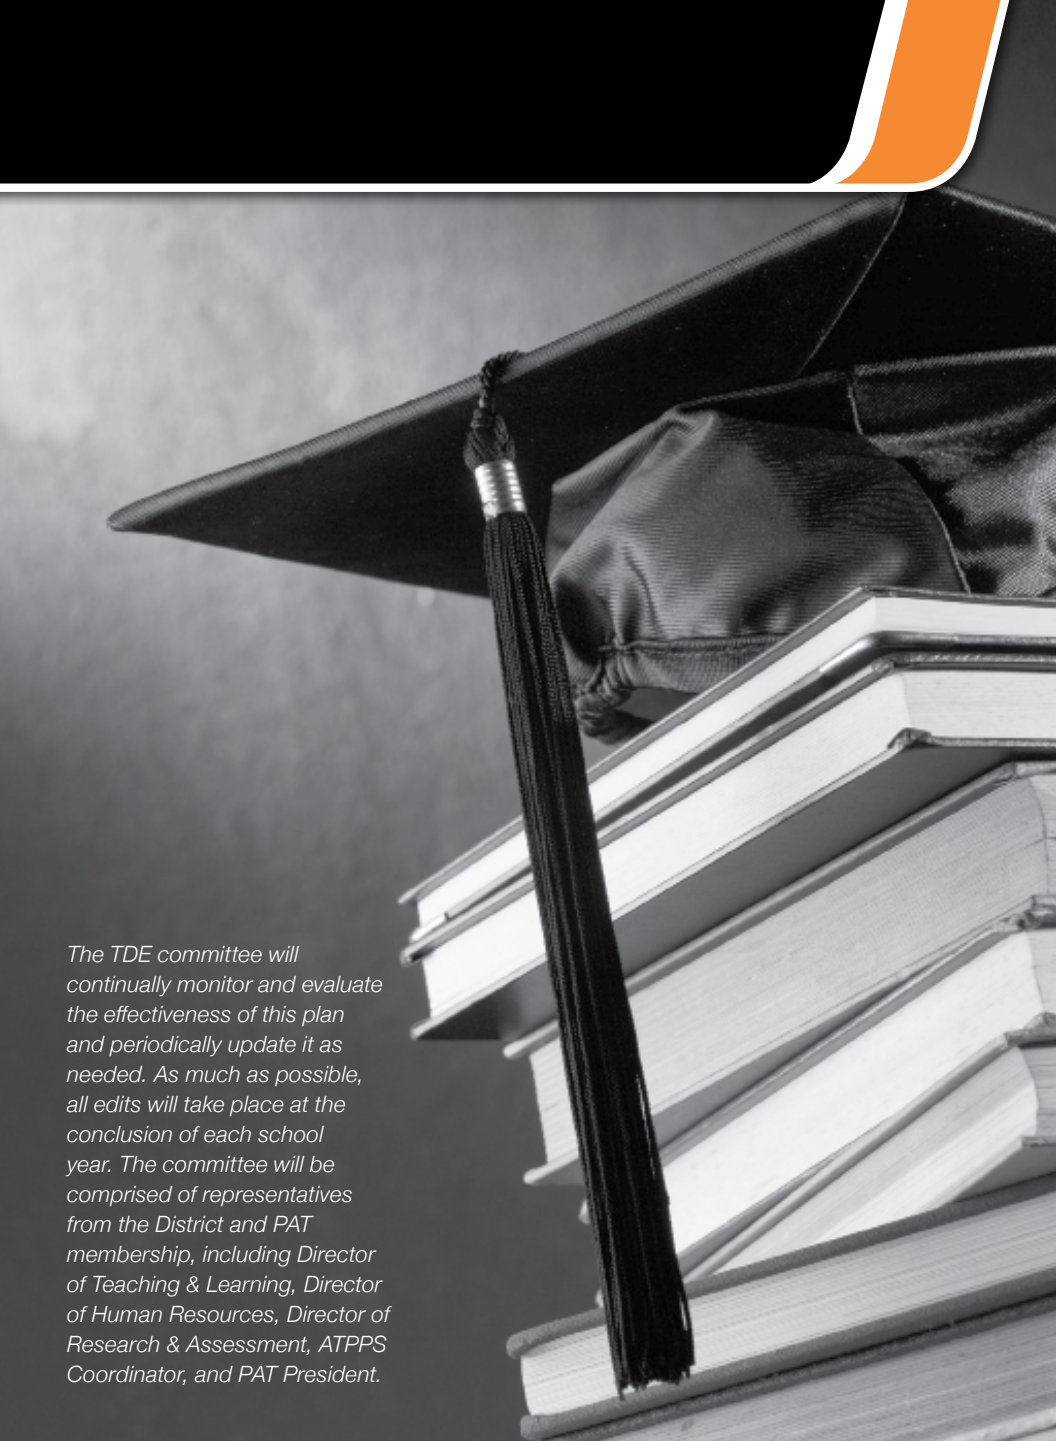 The TDE committee will
continually monitor and evaluate
the effectiveness of this plan
and periodically update it as
needed. As much as possible,
all edits will take place at the
conclusion of each school
year. The committee will be
comprised of representatives
from the District and PAT
membership, including Director
of Teaching & Learning, Director
of Human Resources, Director of
Research & Assessment, ATPPS
Coordinator, and PAT President.